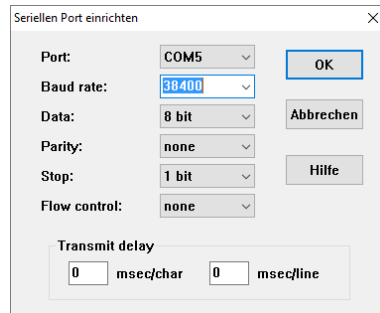 Seriellen Port einrichten
Port: COM5 OK
Baud rate: 38400
Data: 8 bit Abbrechen
Parity: none
Stop: 1 bit Hilfe
Flow control: none
Transmit delay
0 msec/char 0 msec/line